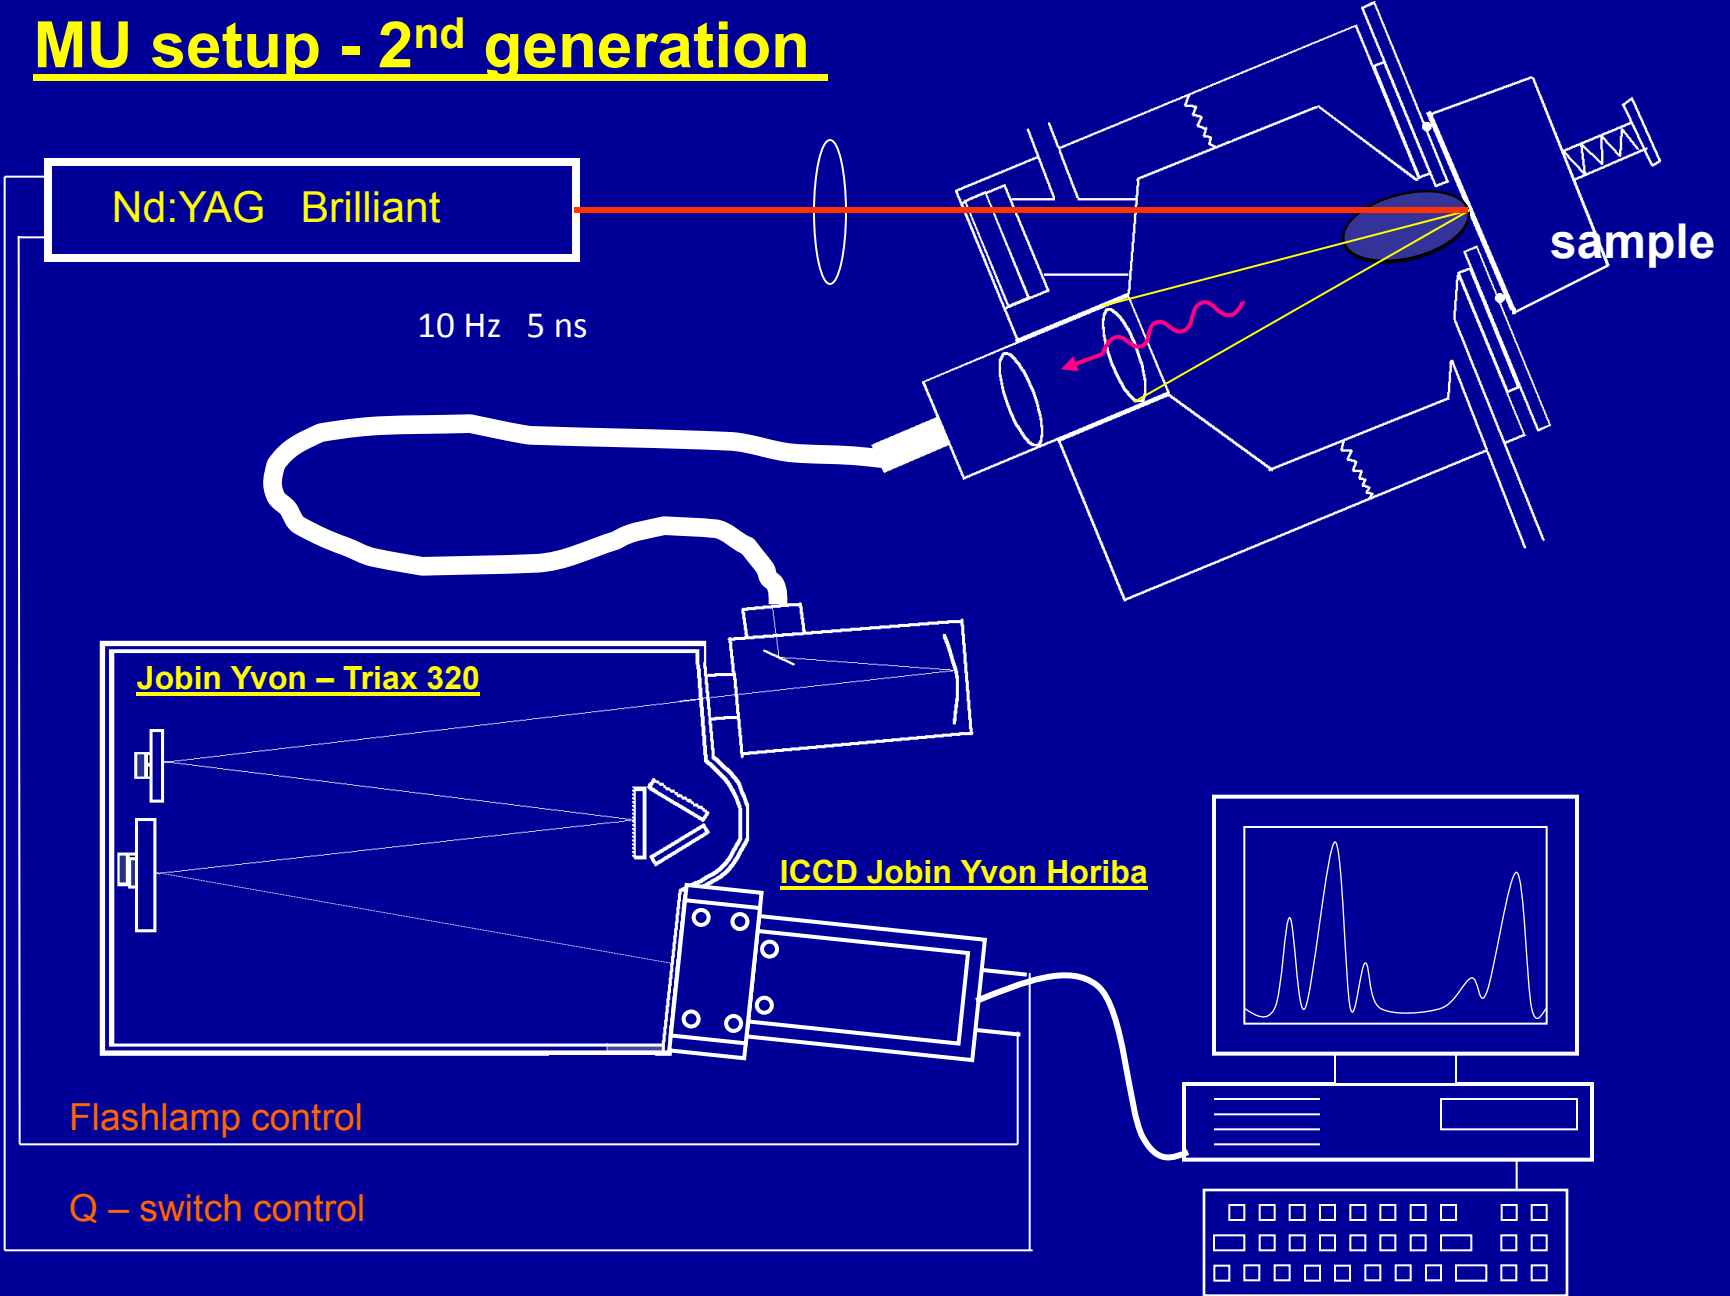 MU setup - 2nd generation
Nd:YAG Brilliant
sample
10 Hz 5 ns
Jobin Yvon – Triax 320
ICCD Jobin Yvon Horiba
Flashlamp control
Q – switch control